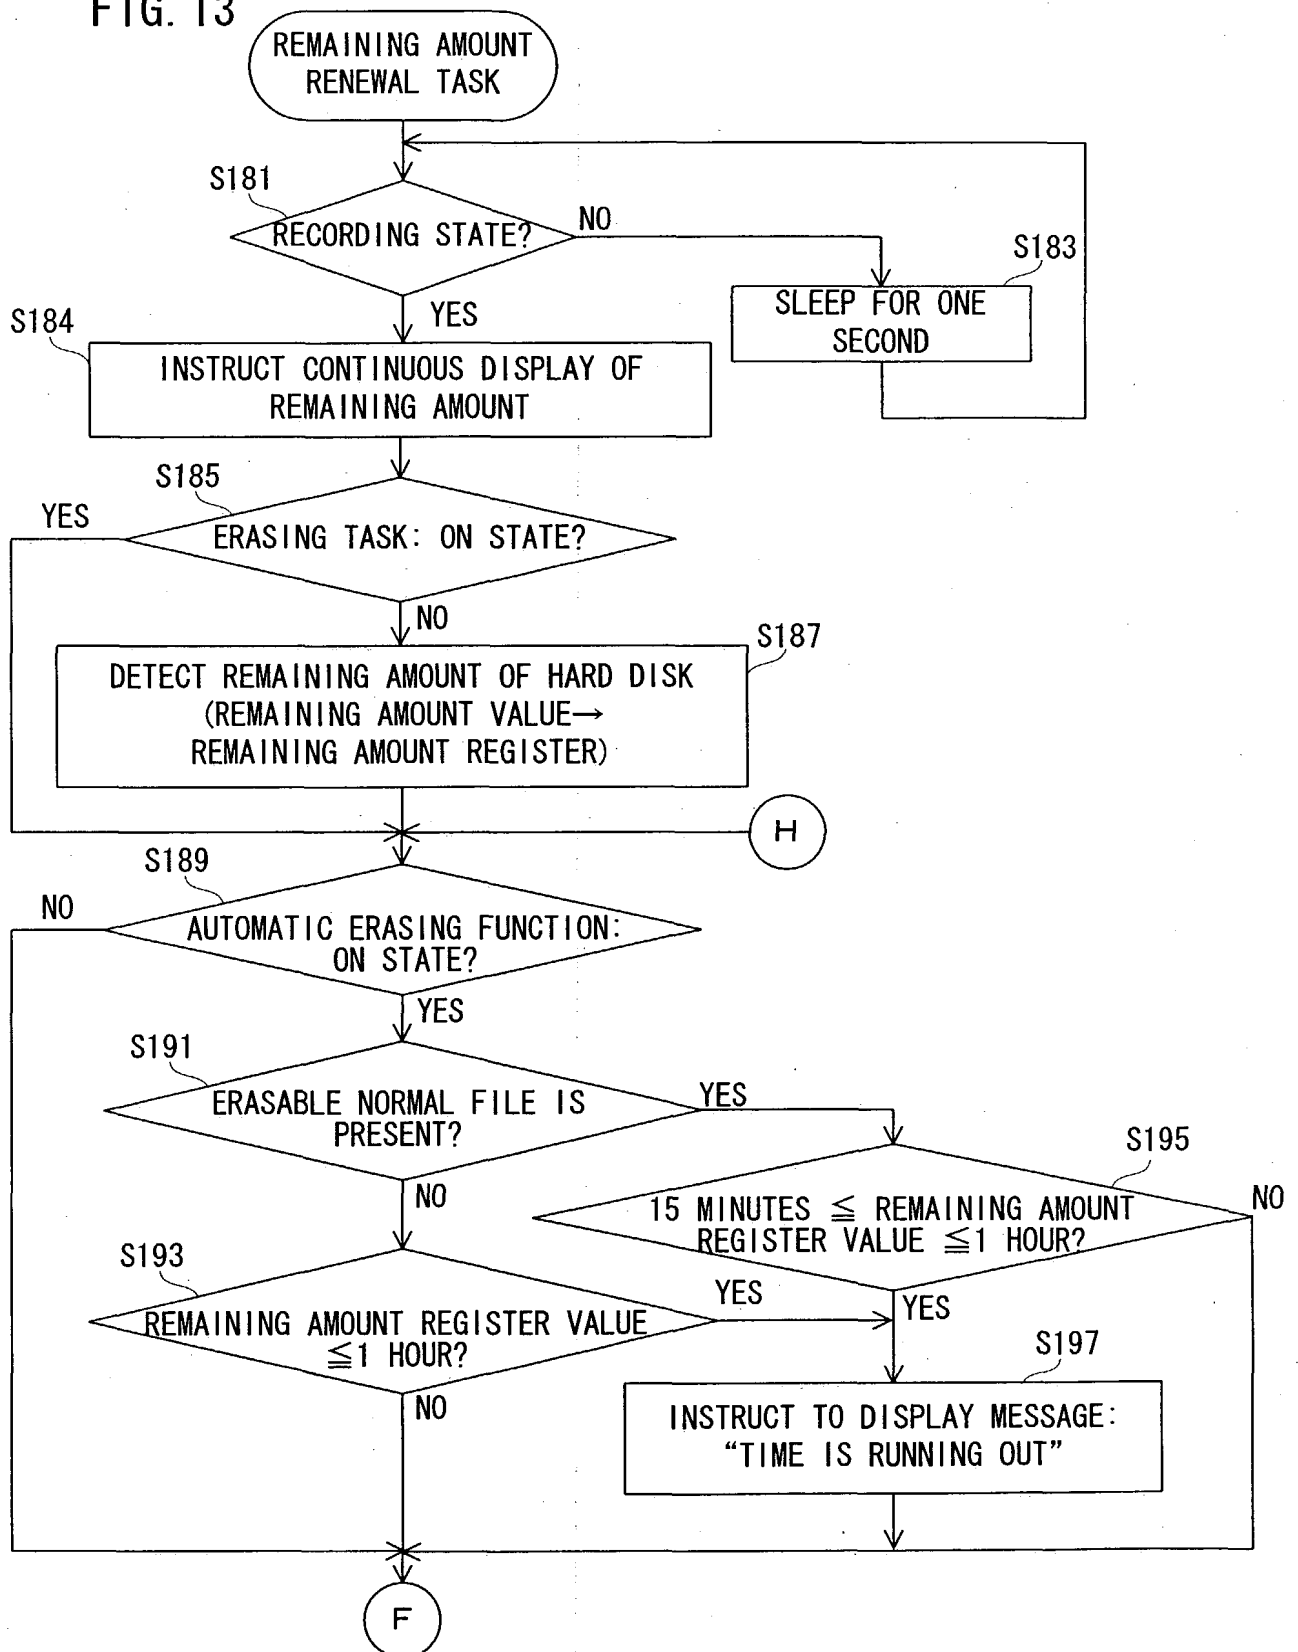 FIG. 13
REMAINING AMOUNT
RENEWAL TASK
S181
RECORDING STATE?
NO
S183
SLEEP FOR ONE
SECOND
YES
S184
INSTRUCT CONTINUOUS DISPLAY OF
REMAINING AMOUNT
S185
YES
ERASING TASK: ON STATE?
NO
S187
DETECT REMAINING AMOUNT OF HARD DISK
(REMAINING AMOUNT VALUE→
REMAINING AMOUNT REGISTER)
H
S189
NO
AUTOMATIC ERASING FUNCTION:
ON STATE?
YES
S191
ERASABLE NORMAL FILE IS
PRESENT?
YES
S195
15 MINUTES ≦ REMAINING AMOUNT
REGISTER VALUE ≦1 HOUR?
NO
NO
S193
REMAINING AMOUNT REGISTER VALUE
≦1 HOUR?
YES
YES
S197
NO
INSTRUCT TO DISPLAY MESSAGE:
“TIME IS RUNNING OUT”
F